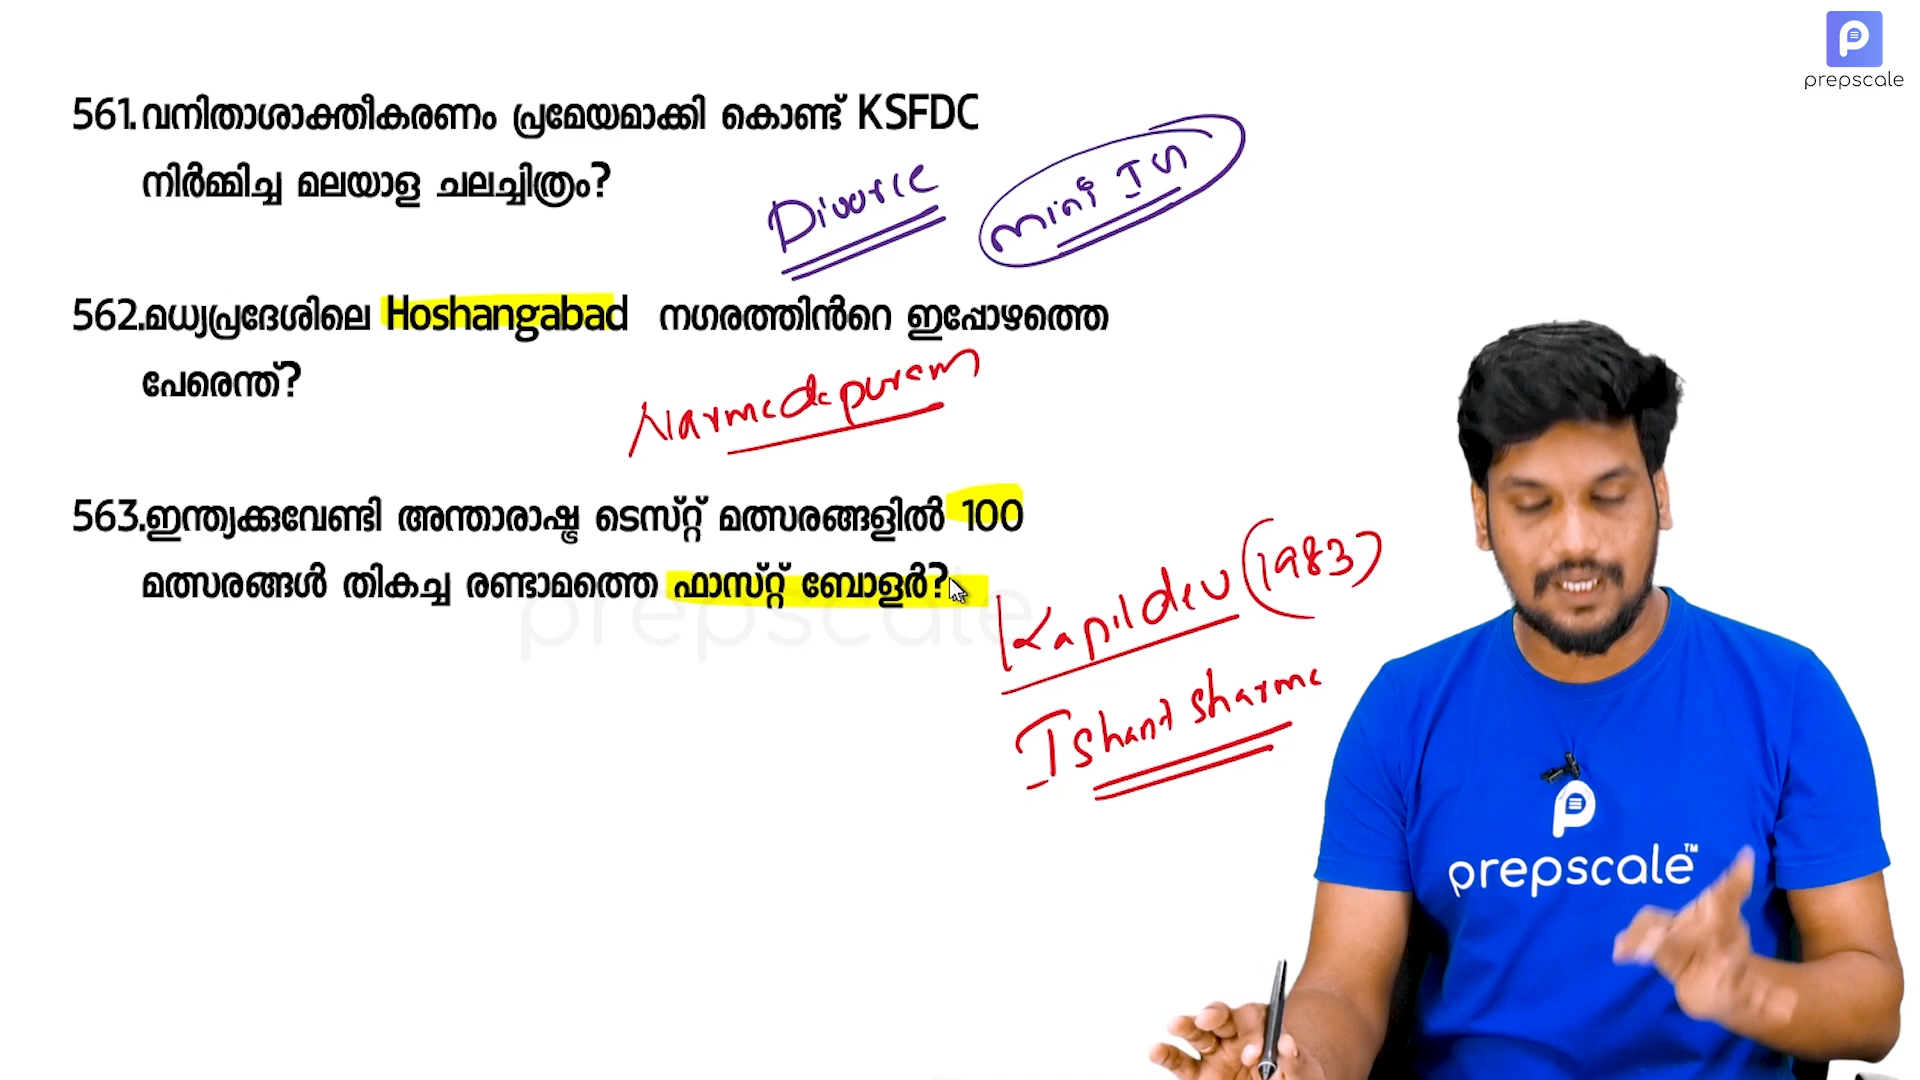 prepscale
561. വനിതാശാക്തീകരണം പ്രമേയമാക്കി കൊണ്ട് KSFDC
നിർമ്മിച്ച മലയാള ചലച്ചിത്രം?
Divorce
mini IG
562. മധ്യപ്രദേശിലെ Hoshangabad നഗരത്തിൻറെ ഇപ്പോഴത്തെ
പേരെന്ത്?
Narmadapuram
563. ഇന്ത്യക്കുവേണ്ടി അന്താരാഷ്ട്ര ടെസ്റ്റ് മത്സരങ്ങളിൽ 100
മത്സരങ്ങൾ തികച്ച രണ്ടാമത്തെ ഫാസ്റ്റ് ബോളർ?
Kapildev (1983)
Ishant Sharma
prepscale
prepscale™